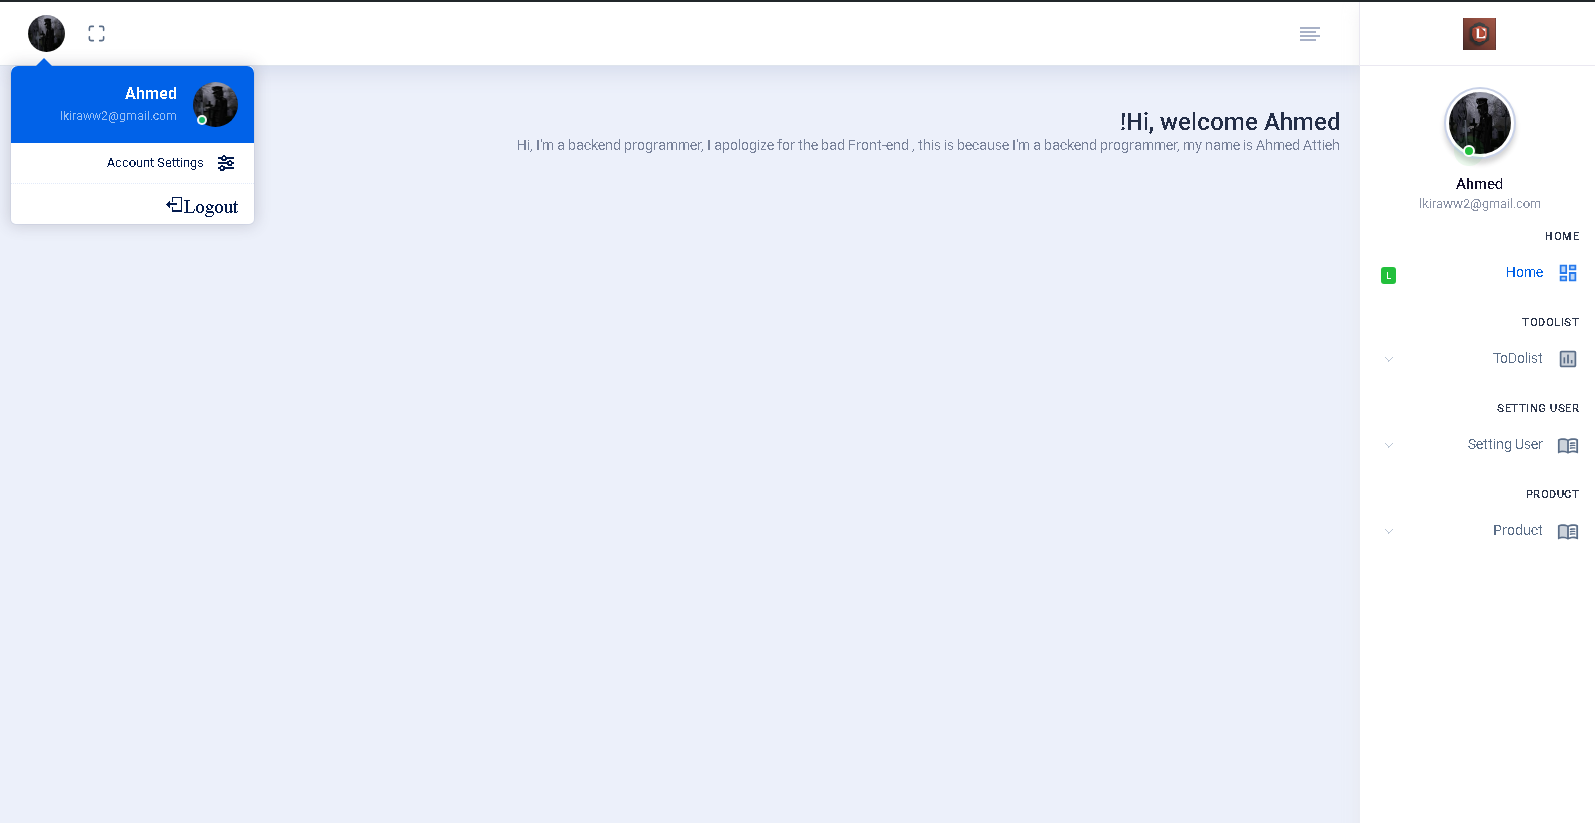 Ahmed
lkiraww2@gmail.com
Account Settings
Logout
!Hi, welcome Ahmed
Hi, I'm a backend programmer, I apologize for the bad Front-end , this is because I'm a backend programmer, my name is Ahmed Attieh
L
Ahmed
lkiraww2@gmail.com
HOME
Home
L
TODOLIST
ToDolist
SETTING USER
Setting User
PRODUCT
Product